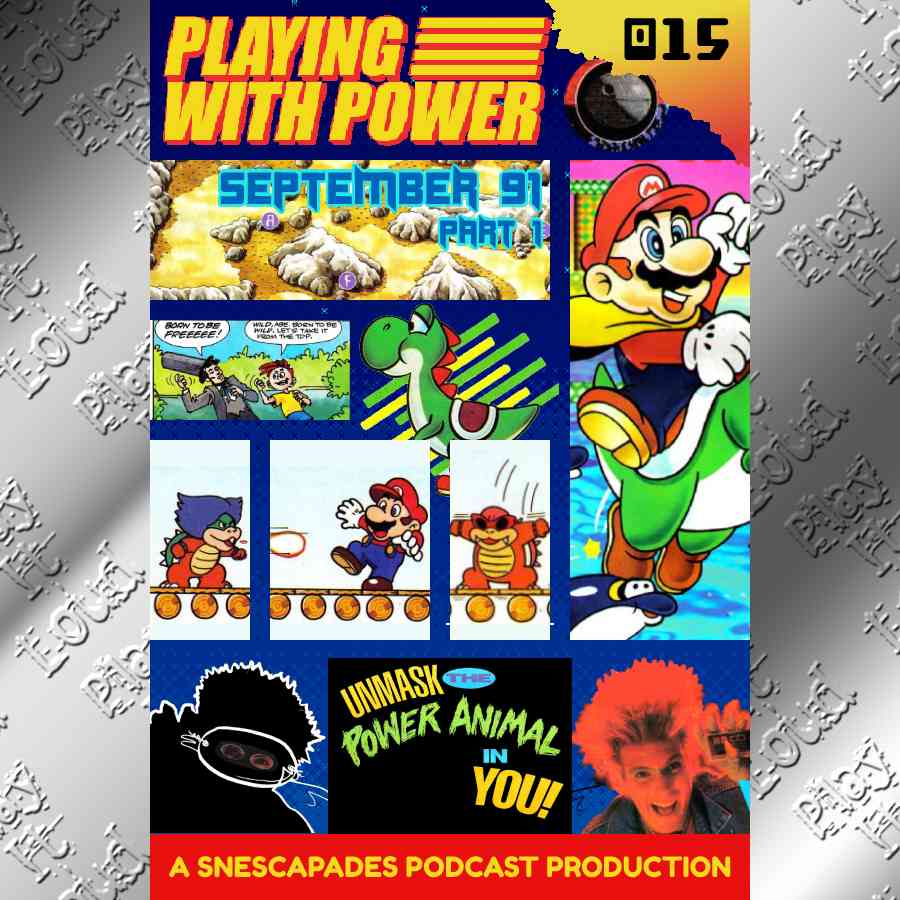 PLAYING
WITH POWER
015
SEPTEMBER 91
PART 1
A
F
BORN TO BE
FREEEEE!
WILD, ABE. BORN TO BE
WILD. LET'S TAKE IT
FROM THE TOP.
M
UNMASK THE
POWER ANIMAL
IN
YOU!
A SNESCAPADES PODCAST PRODUCTION